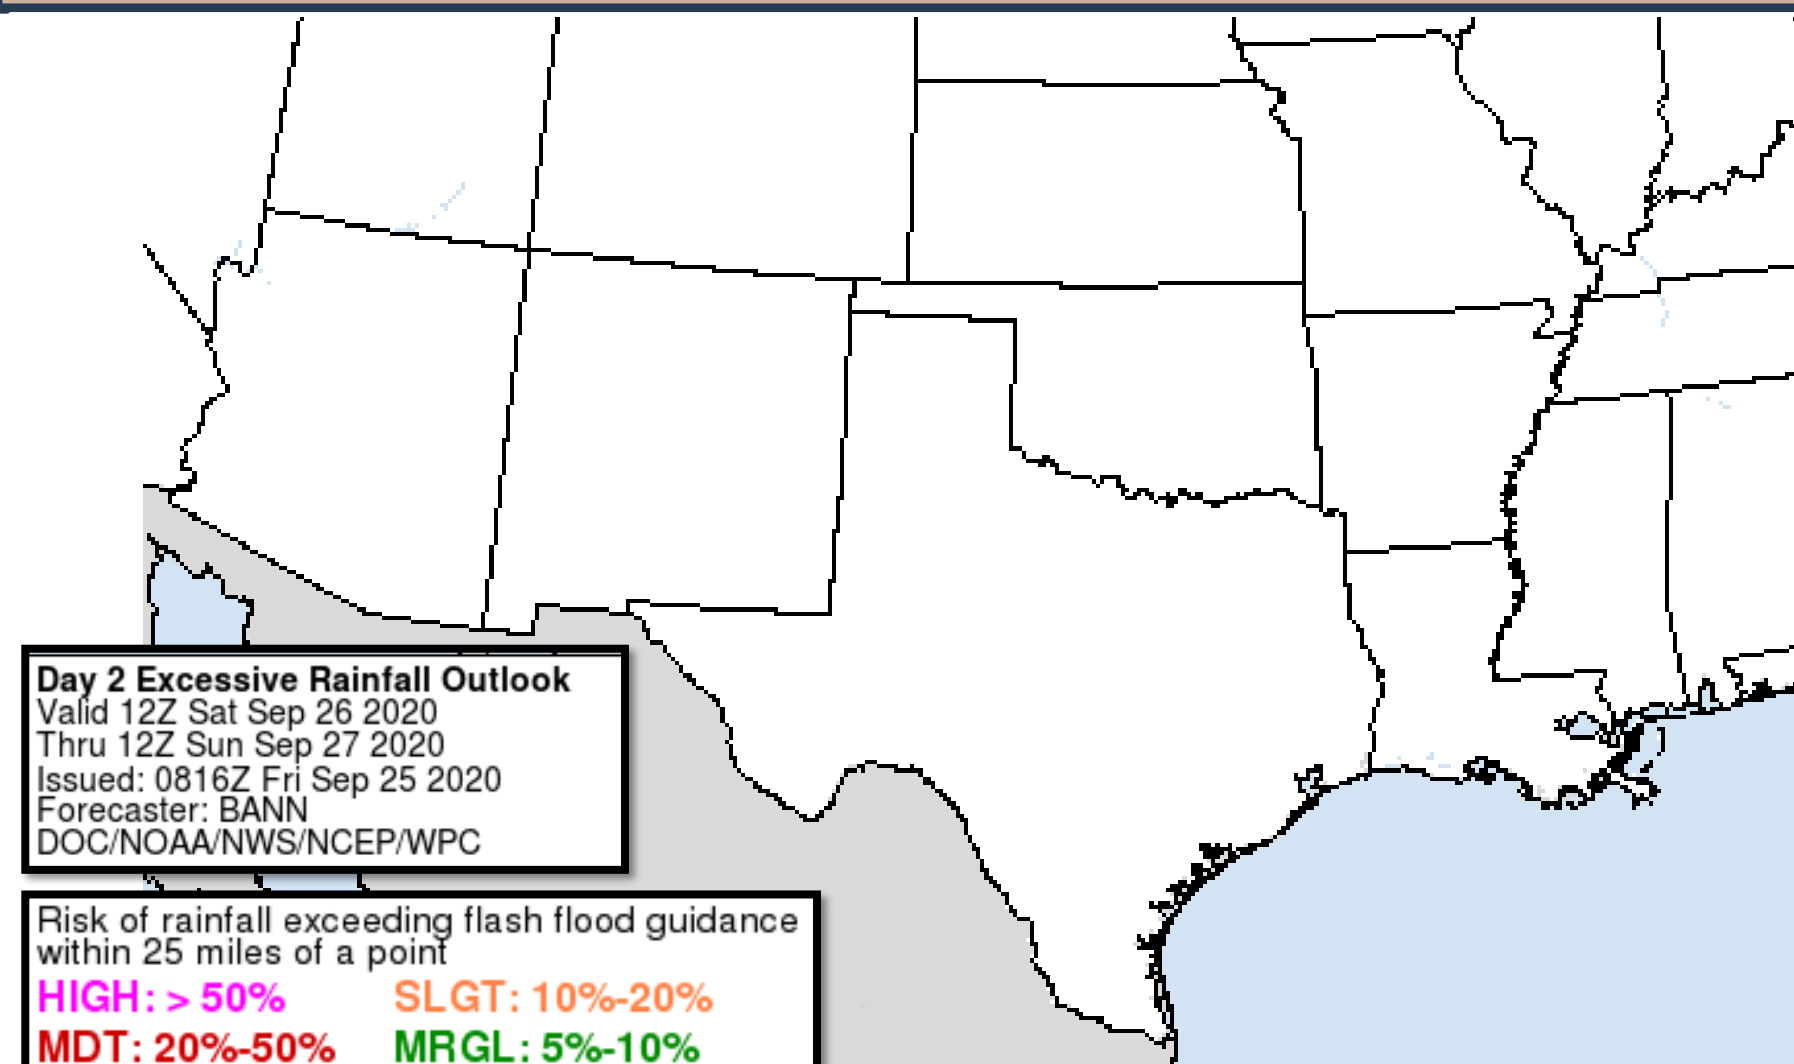 Day 2 Excessive Rainfall Outlook
Valid 12Z Sat Sep 26 2020
Thru 12Z Sun Sep 27 2020
Issued: 0816Z Fri Sep 25 2020
Forecaster: BANN
DOC/NOAA/NWS/NCEP/WPC
Risk of rainfall exceeding flash flood guidance
within 25 miles of a point
HIGH: > 50% SLGT: 10%-20%
MDT: 20%-50% MRGL: 5%-10%